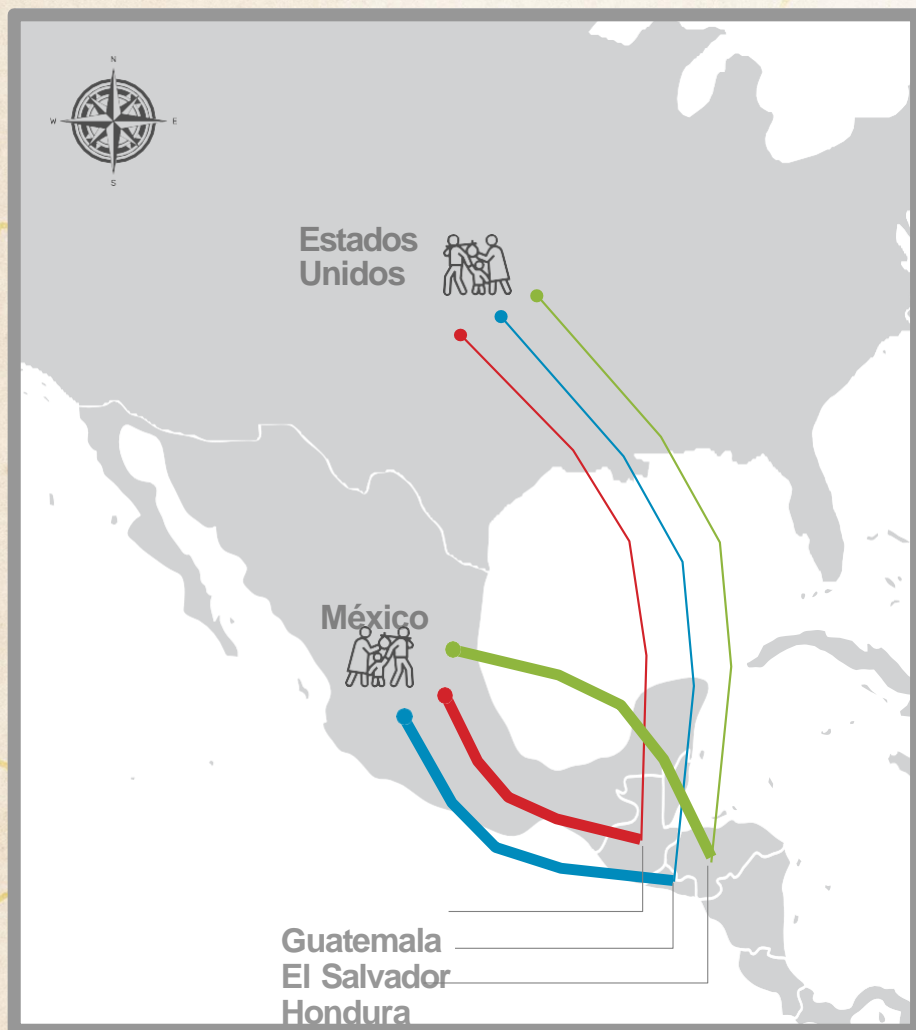 N
W E
S
Estados
Unidos
México
Guatemala
El Salvador
Hondura